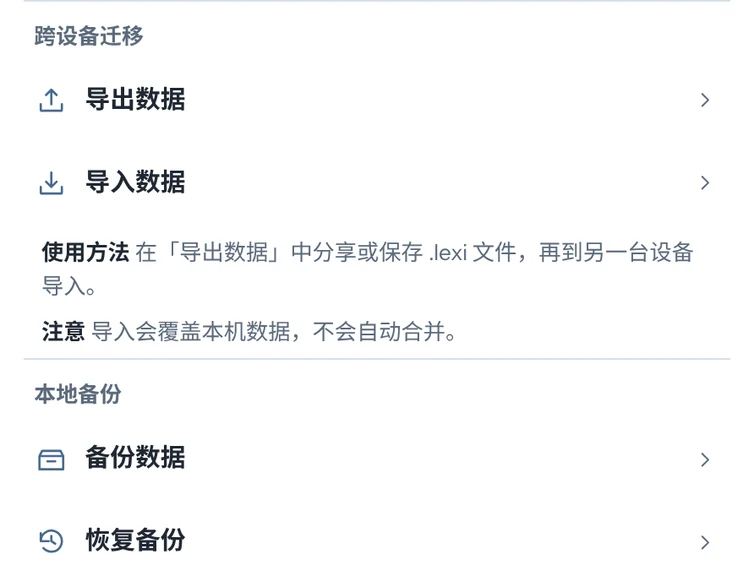 跨设备迁移
导出数据
导入数据
使用方法 在「导出数据」中分享或保存 .lexi 文件，再到另一台设备
导入。
注意 导入会覆盖本机数据，不会自动合并。
本地备份
备份数据
恢复备份